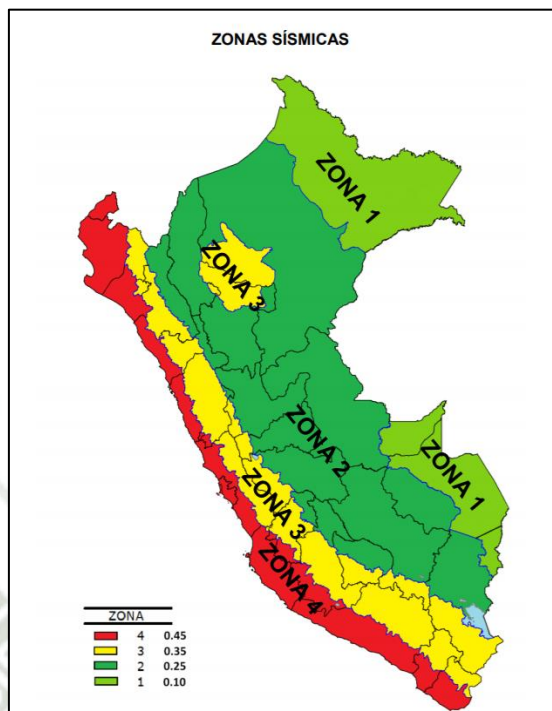 ZONAS SÍSMICAS
ZONA 1
ZONA 3
ZONA 2
ZONA 1
ZONA 3
ZONA 4
ZONA
4 0.45
3 0.35
2 0.25
1 0.10